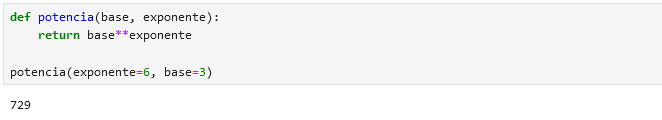 def potencia(base, exponente):
    return base**exponente
potencia(exponente=6, base=3)
729